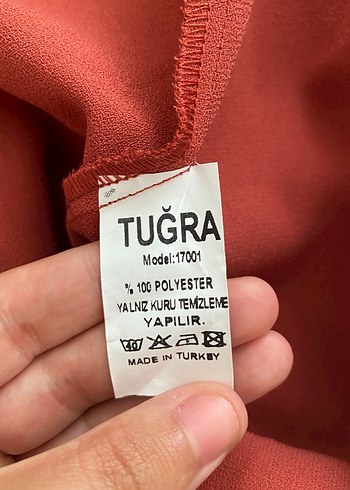 TUĞRA
Model:17001
% 100 POLYESTER
YALNIZ KURU TEMİZLEME
YAPILIR.
MADE IN TURKEY